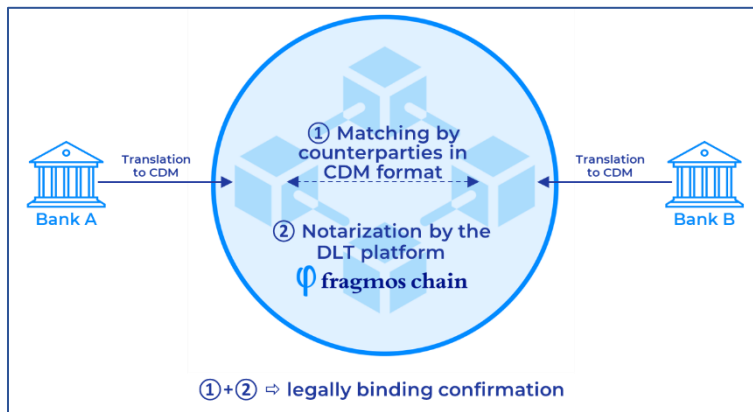 ① Matching by
counterparties in
CDM format
Translation
to CDM
Bank A
Translation
to CDM
Bank B
② Notarization by the
DLT platform
φ fragmos chain
①+② ⇨ legally binding confirmation